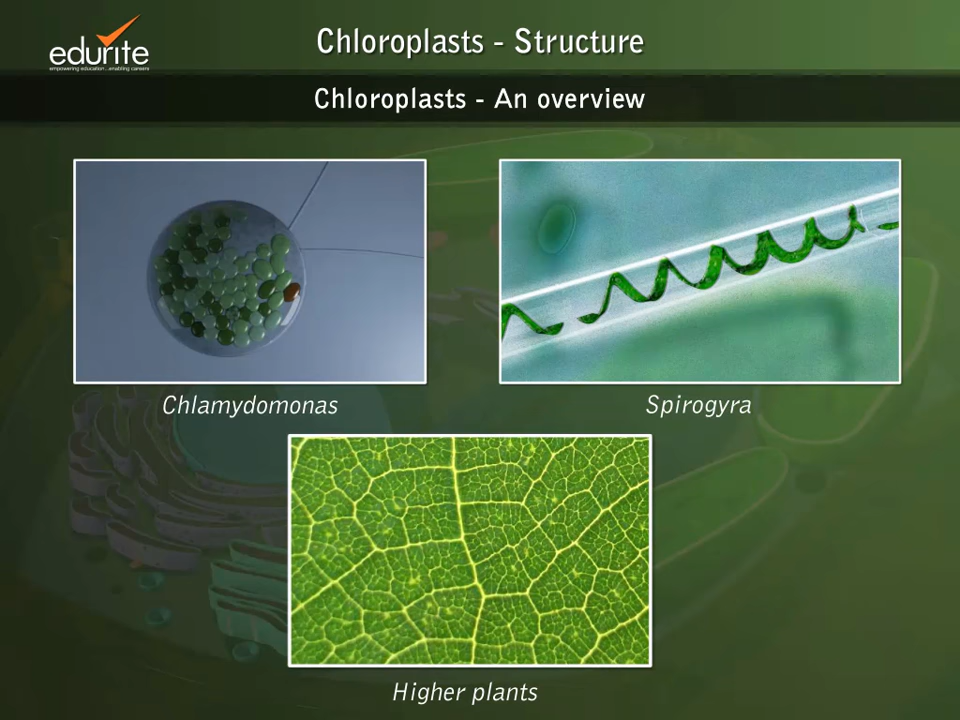 edurite
empowering education...enabling careers
Chloroplasts - Structure
Chloroplasts - An overview
Chlamydomonas
Spirogyra
Higher plants